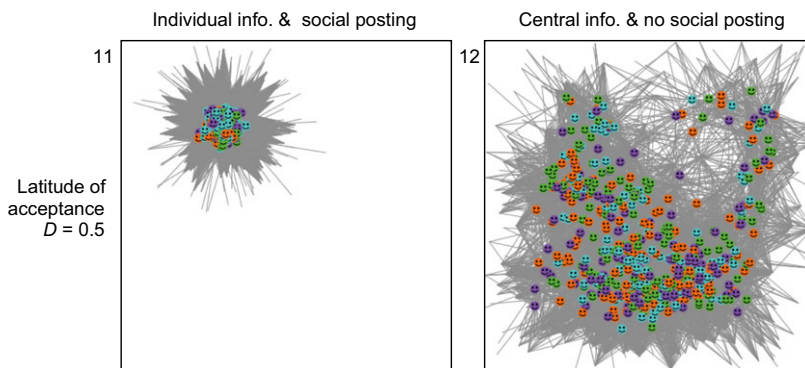 Individual info. & social posting
Central info. & no social posting
11
12
Latitude of
acceptance
D = 0.5